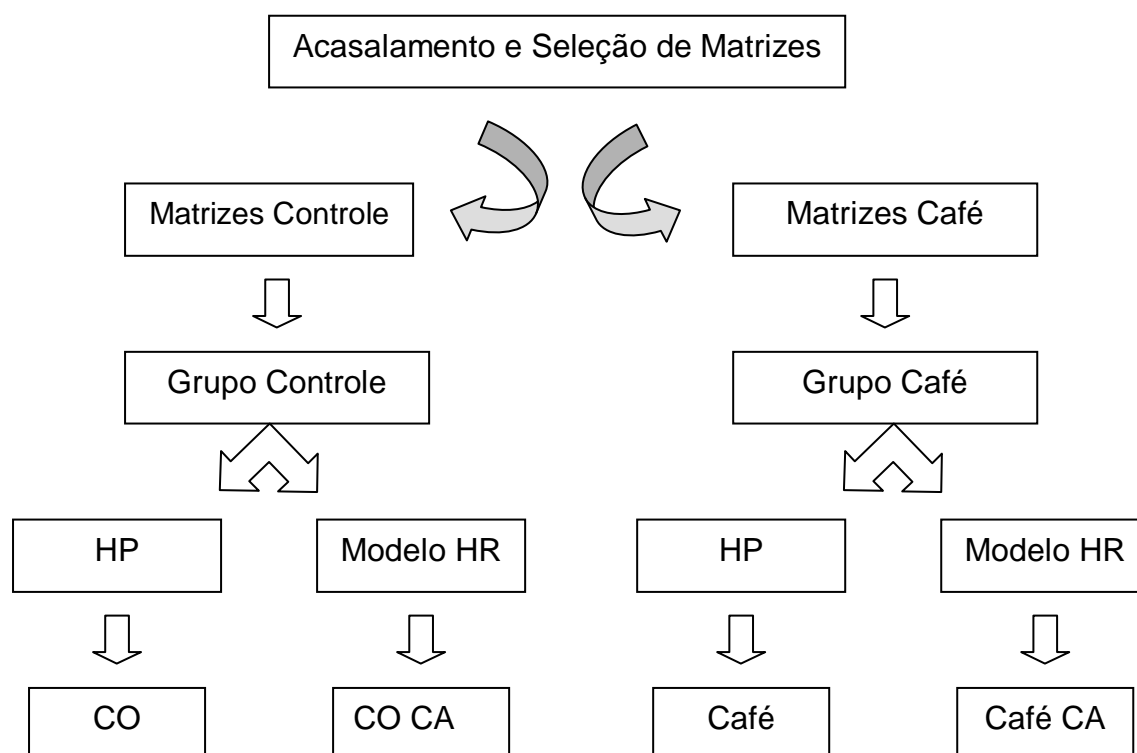 Acasalamento e Seleção de Matrizes
Matrizes Controle
Matrizes Café
Grupo Controle
Grupo Café
HP
Modelo HR
HP
Modelo HR
CO
CO CA
Café
Café CA